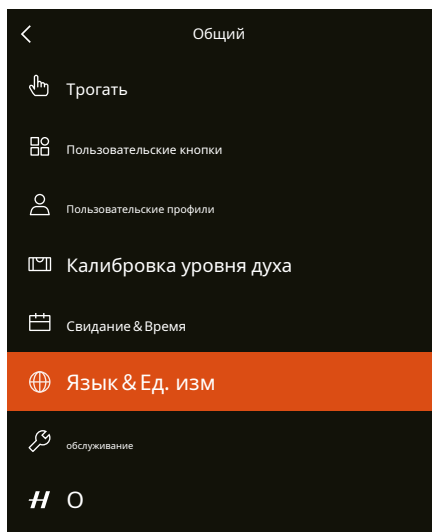 Общий
Трогать
Пользовательские кнопки
Пользовательские профили
Калибровка уровня духа
Свидание & Время
Язык & Ед. изм
обслуживание
H О